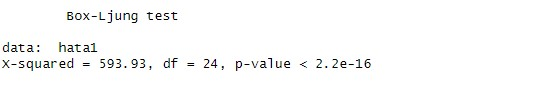 Box-Ljung test
data:  hata1
X-squared = 593.93, df = 24, p-value < 2.2e-16